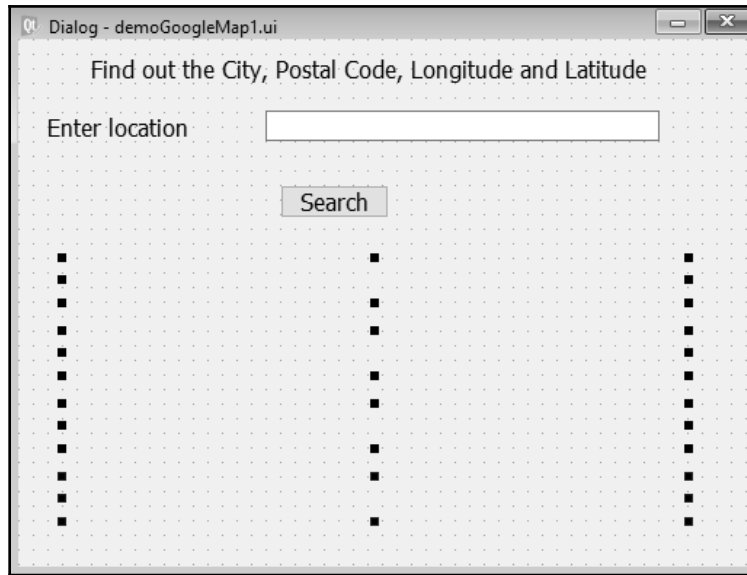 Dialog - demoGoogleMap1.ui
Find out the City, Postal Code, Longitude and Latitude
Enter location
Search